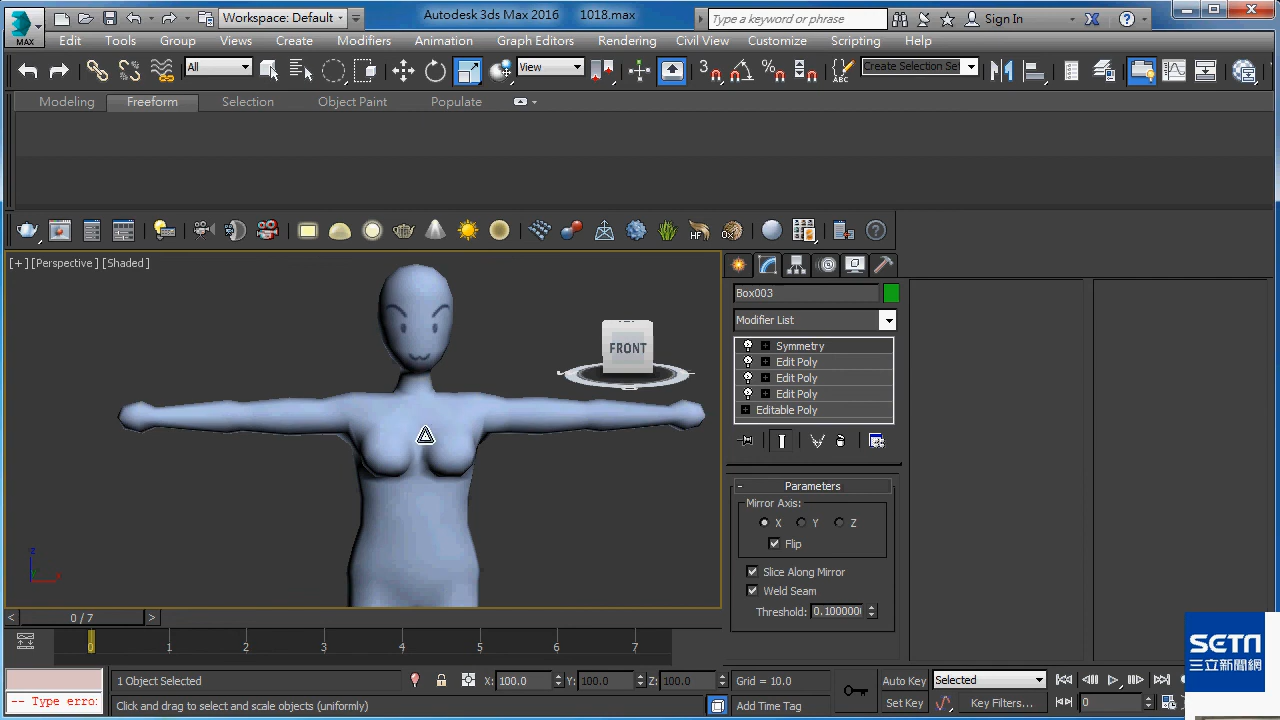 MAX
Workspace: Default
Autodesk 3ds Max 2016 1018.max
Type a keyword or phrase
Sign In
Edit Tools Group Views Create Modifiers Animation Graph Editors Rendering Civil View Customize Scripting Help
All
View
3
ABC
Create Selection Se
Modeling Freeform Selection Object Paint Populate
HF
[+] [Perspective] [Shaded]
FRONT
z
x
Box003
Modifier List
Symmetry
Edit Poly
Edit Poly
Edit Poly
Editable Poly
- Parameters
Mirror Axis:
X Y Z
Flip
Slice Along Mirror
Weld Seam
Threshold: 0.100000
< 0 / 7 >
0 1 2 3 4 5 6 7
SETN
三立新聞網
1 Object Selected
X: 100.0 Y: 100.0 Z: 100.0
Grid = 10.0
Auto Key
Selected
-- Type erro:
Click and drag to select and scale objects (uniformly)
Add Time Tag
Set Key
Key Filters...
0